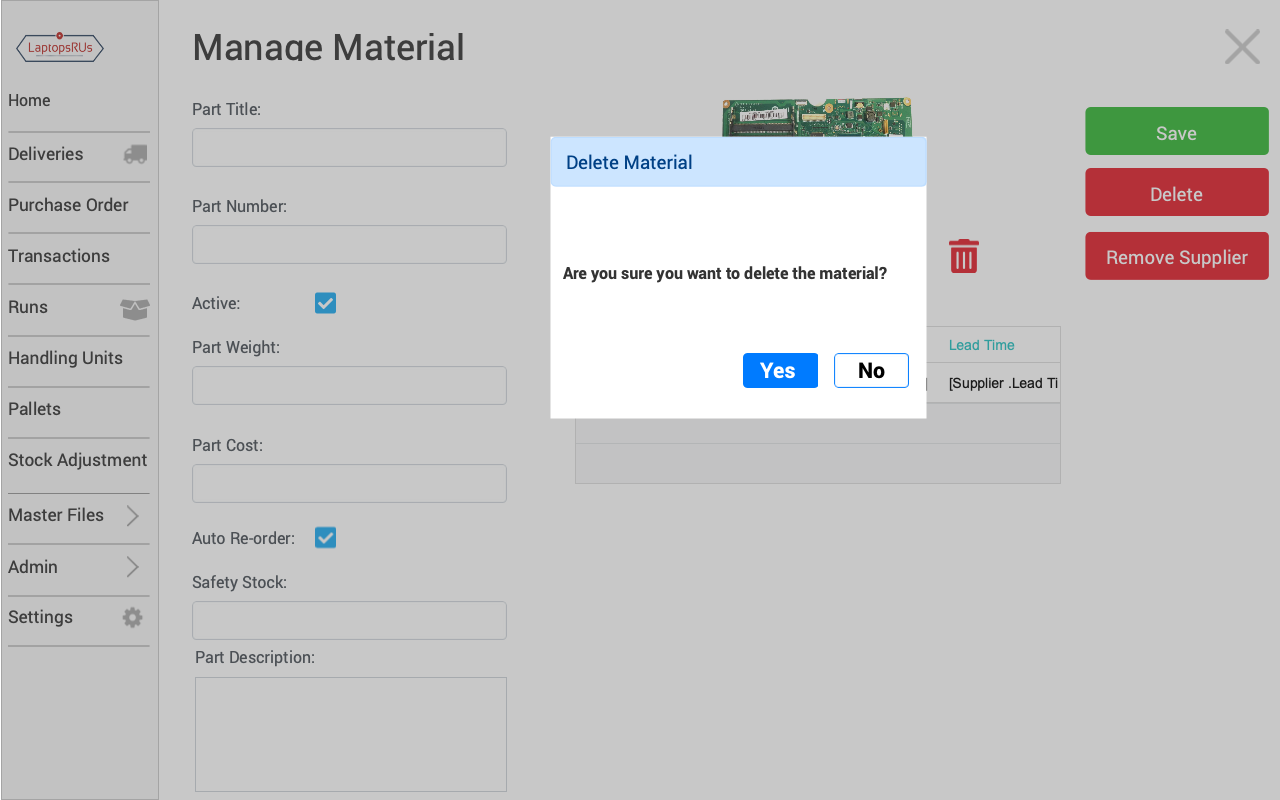 LaptopsRUs
Home
Deliveries
Purchase Order
Transactions
Runs
Handling Units
Pallets
Stock Adjustment
Master Files
Admin
Settings
Manage Material
Part Title:
Part Number:
Active:
Part Weight:
Part Cost:
Auto Re-order:
Safety Stock:
Part Description:
Delete Material
Are you sure you want to delete the material?
Yes
No
Lead Time
[Supplier .Lead Ti
Save
Delete
Remove Supplier